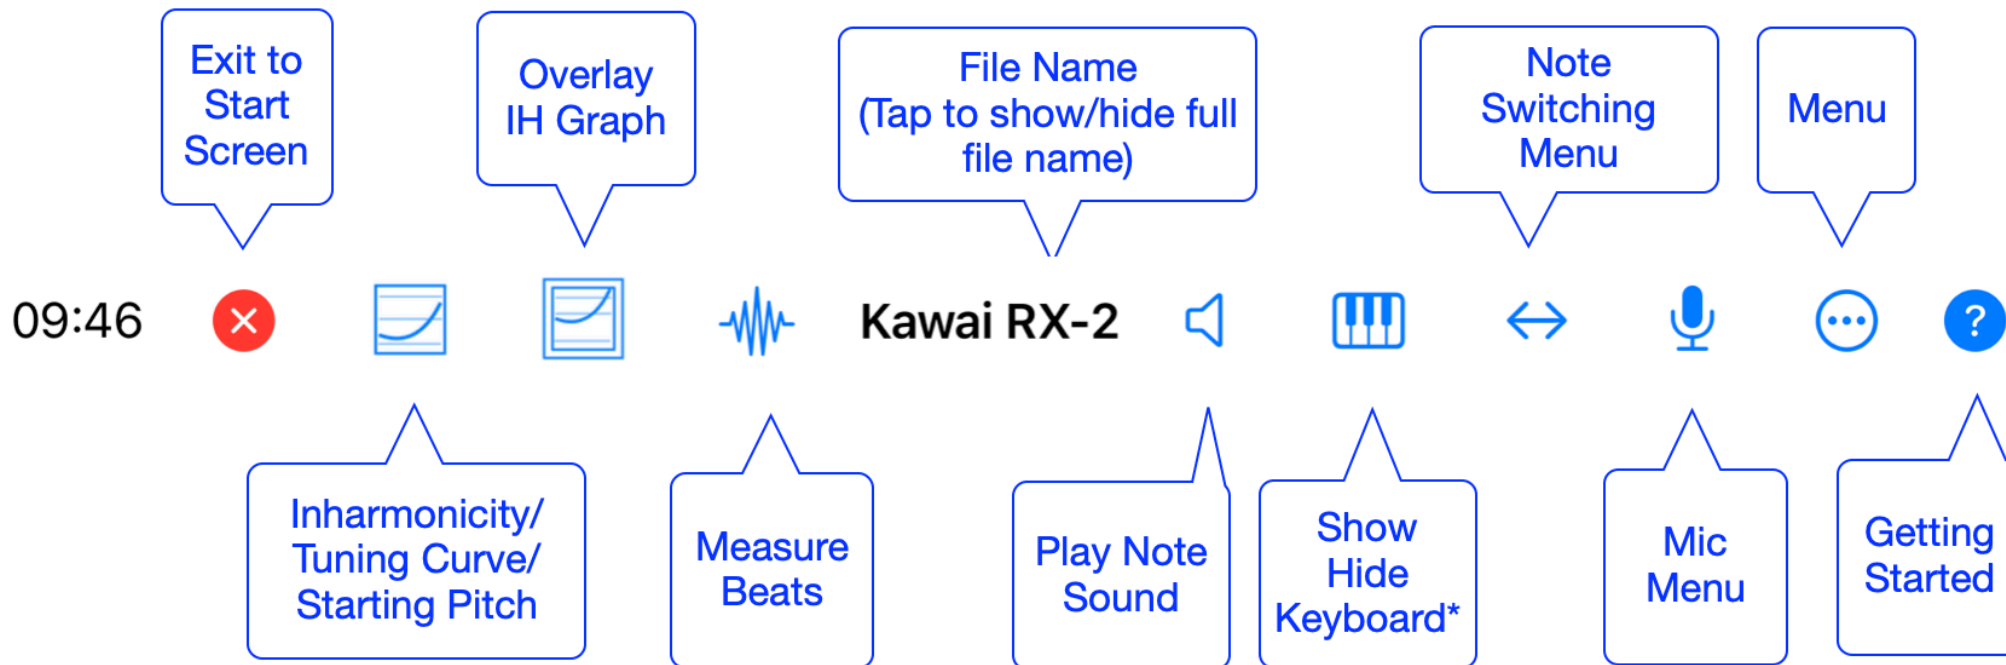 Exit to
Start
Screen
Overlay
IH Graph
File Name
(Tap to show/hide full
file name)
Note
Switching
Menu
Menu
09:46
Kawai RX-2
?
Inharmonicity/
Tuning Curve/
Starting Pitch
Measure
Beats
Play Note
Sound
Show
Hide
Keyboard*
Mic
Menu
Getting
Started